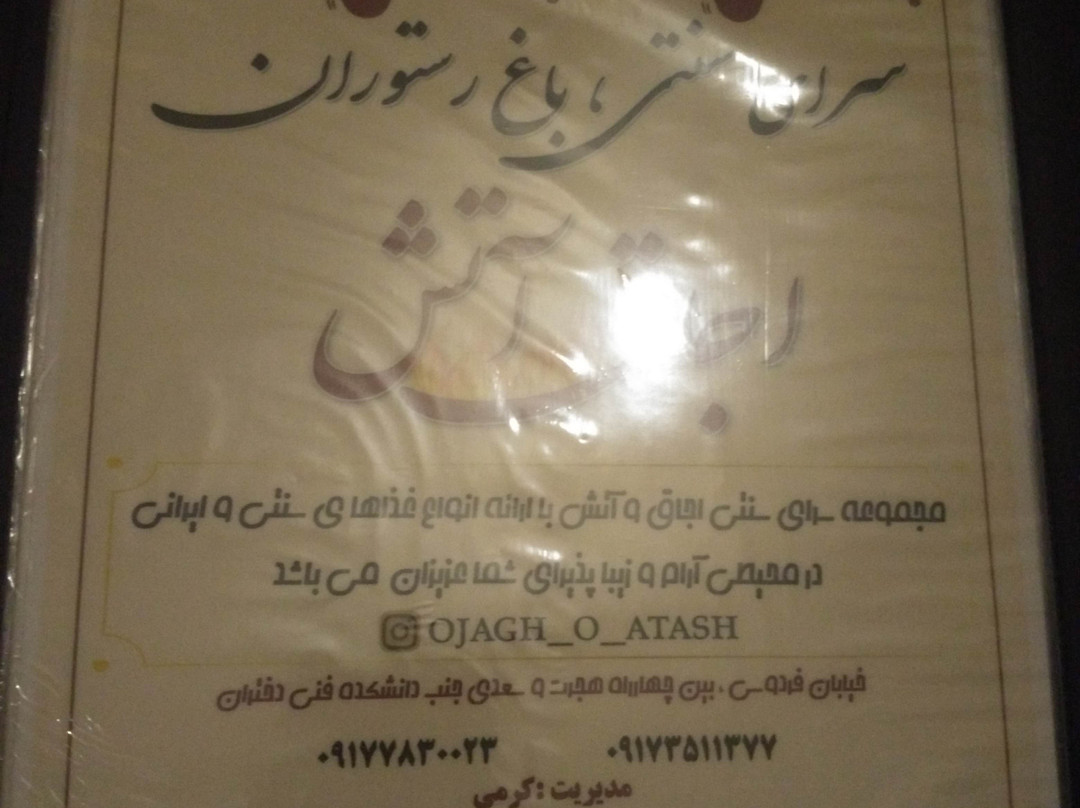 سرای سنتی، باغ رستوران
اجاق آتش
مجموعه سرای سنتی اجاق و آتش با ارائه انواع غذاها ی سنتی و ایرانی
در محیطی آرام و زیبا پذیرای شما عزیزان می باشد
OJAGH_O_ATASH
خیابان فردوسی ، بین چهارراه هجرت و سعدی جنب دانشکده فنی دختران
۰۹۱۷۳۵۱۱۳۷۷ ۰۹۱۷۷۸۳۰۰۲۳
مدیریت : کرمی